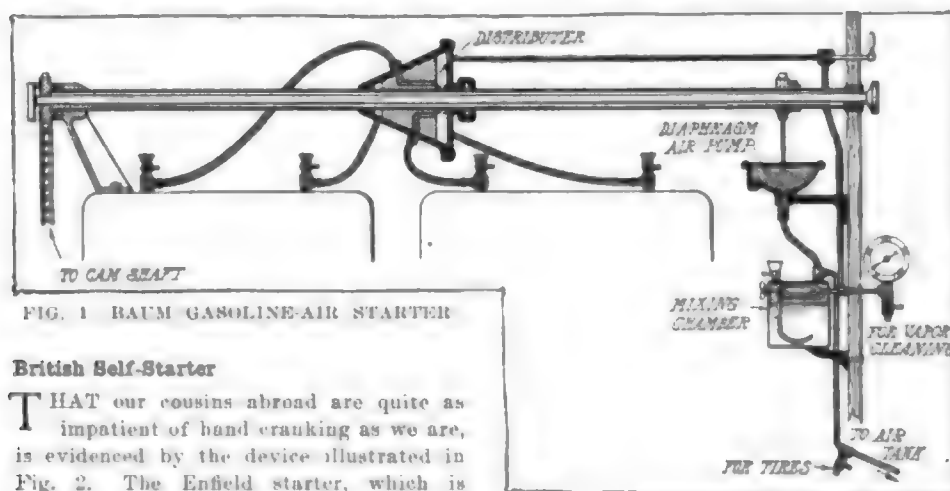 DISTRIBUTER
DIAPHRAGM
AIR PUMP
TO CAM SHAFT
MIXING
CHAMBER
FOR VAPOR
CLEANING
TO AIR
TANK
FOR TIRES
FIG. 1 BAUM GASOLINE-AIR STARTER
British Self-Starter
THAT our cousins abroad are quite as
impatient of hand cranking as we are,
is evidenced by the device illustrated in
Fig. 2. The Enfield starter, which is